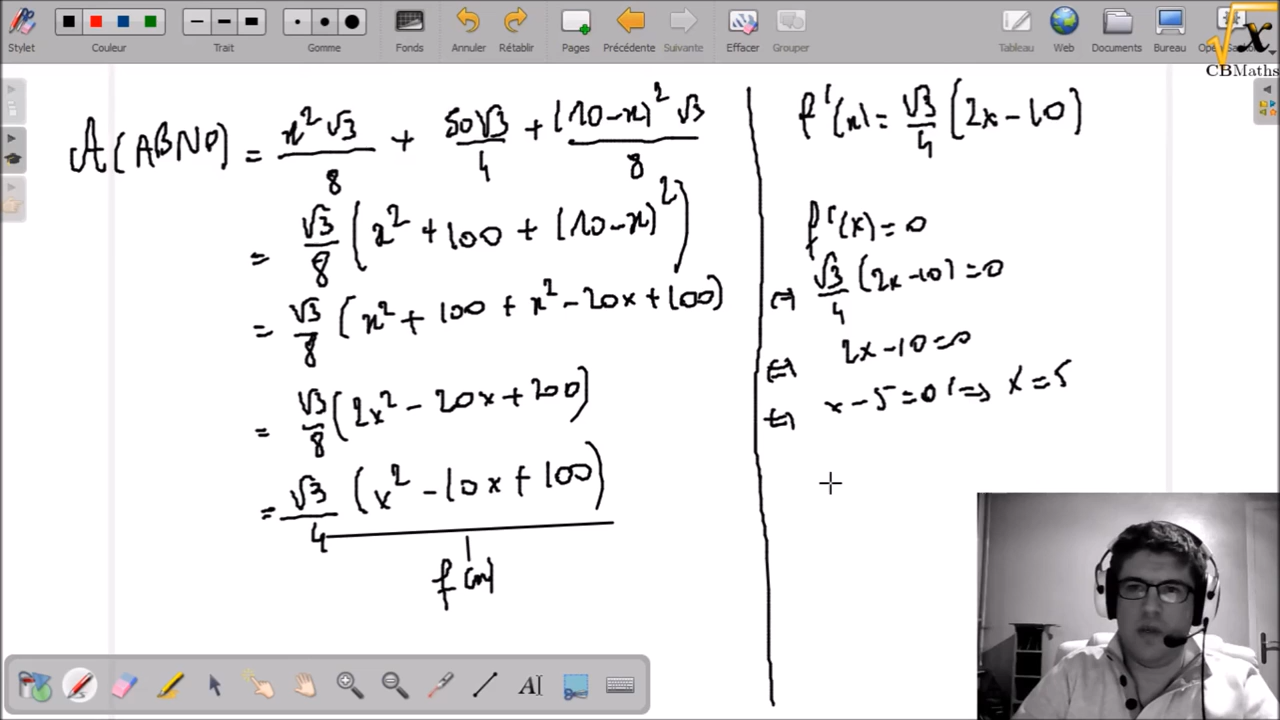 Stylet Couleur Trait Gomme Fonds Annuler Rétablir Pages Précédente Suivante Effacer Grouper Tableau Web Documents Bureau
CBMaths
A(ABNP) = x²√3/8 + 50√3/4 + (10-x)²√3/8
= √3/8 (x² + 100 + (10-x)²)
= √3/8 (x² + 100 + x² - 20x + 100)
= √3/8 (2x² - 20x + 200)
= √3/4 (x² - 10x + 100)
f(x)
f'(x) = √3/4 (2x - 10)
f'(x) = 0
⇔ √3/4 (2x - 10) = 0
⇔ 2x - 10 = 0
⇔ x - 5 = 0 ⇔ x = 5
AI